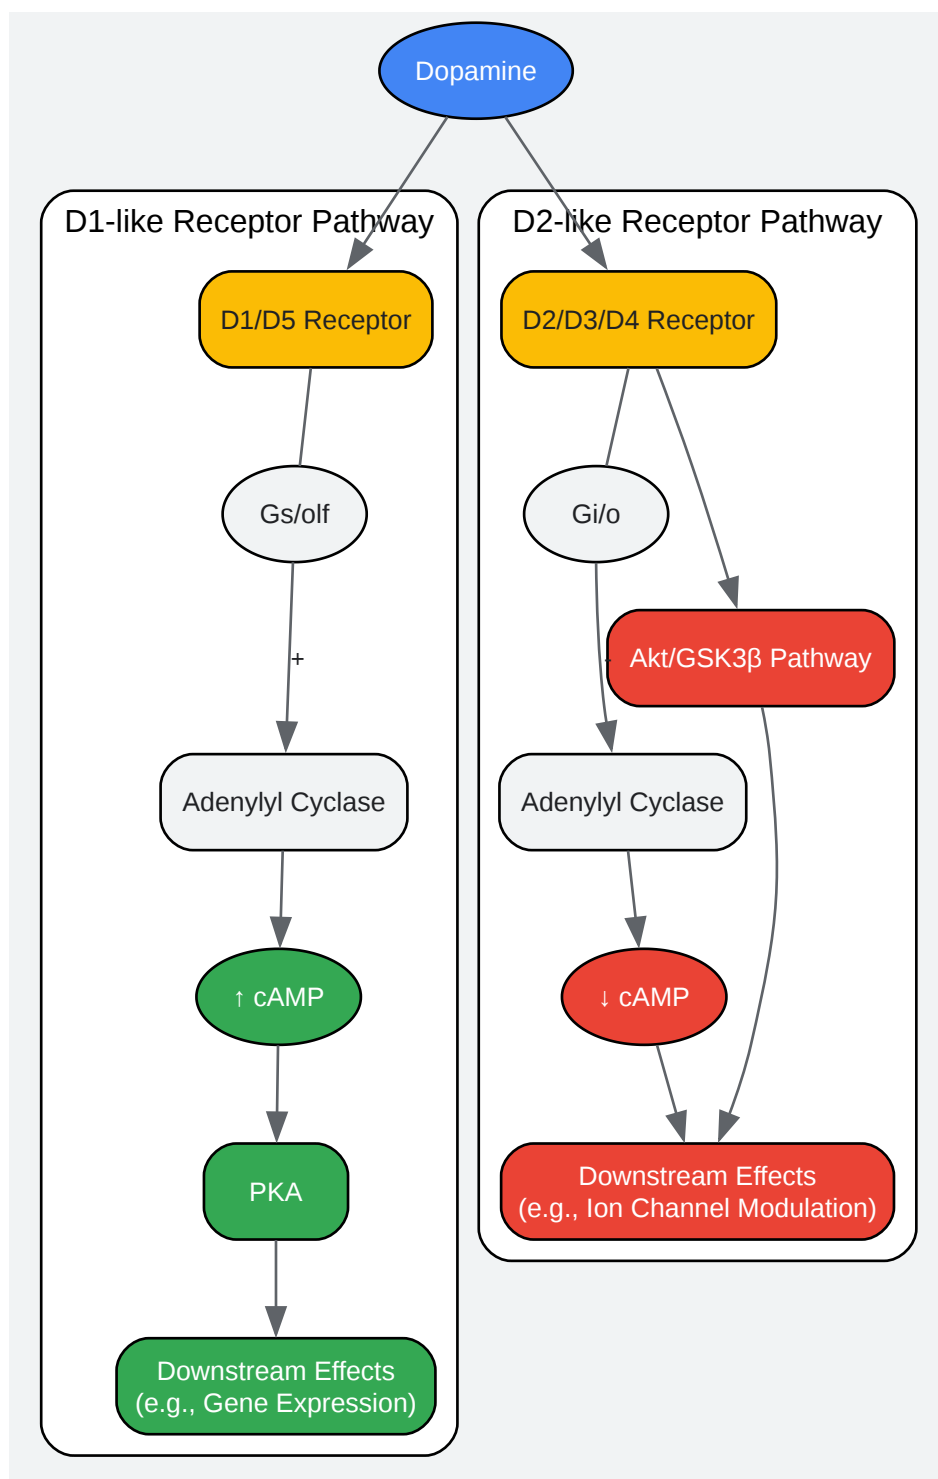 Dopamine
D1-like Receptor Pathway
D1/D5 Receptor
Gs/olf
+
Adenylyl Cyclase
↑ cAMP
PKA
Downstream Effects
(e.g., Gene Expression)
D2-like Receptor Pathway
D2/D3/D4 Receptor
Gi/o
-
Akt/GSK3β Pathway
Adenylyl Cyclase
↓ cAMP
Downstream Effects
(e.g., Ion Channel Modulation)